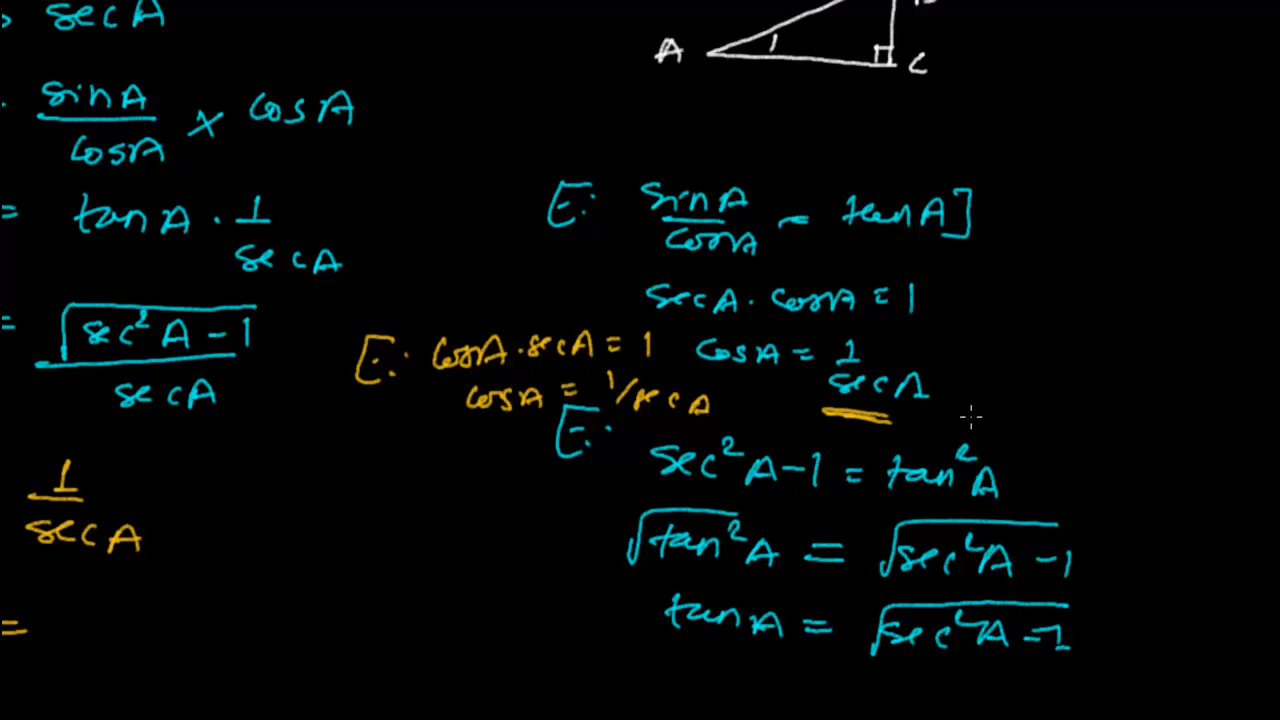 secA
A
C
sinA/cosA × cosA
= tanA · 1/secA
= √(sec²A - 1)/secA
1/secA
=
E: sinA/cosA = tanA]
secA · cosA = 1
cosA = 1/secA
E: cosA · secA = 1
cosA = 1/secA
E:
sec²A - 1 = tan²A
√tan²A = √(sec²A - 1)
tanA = √(sec²A - 1)